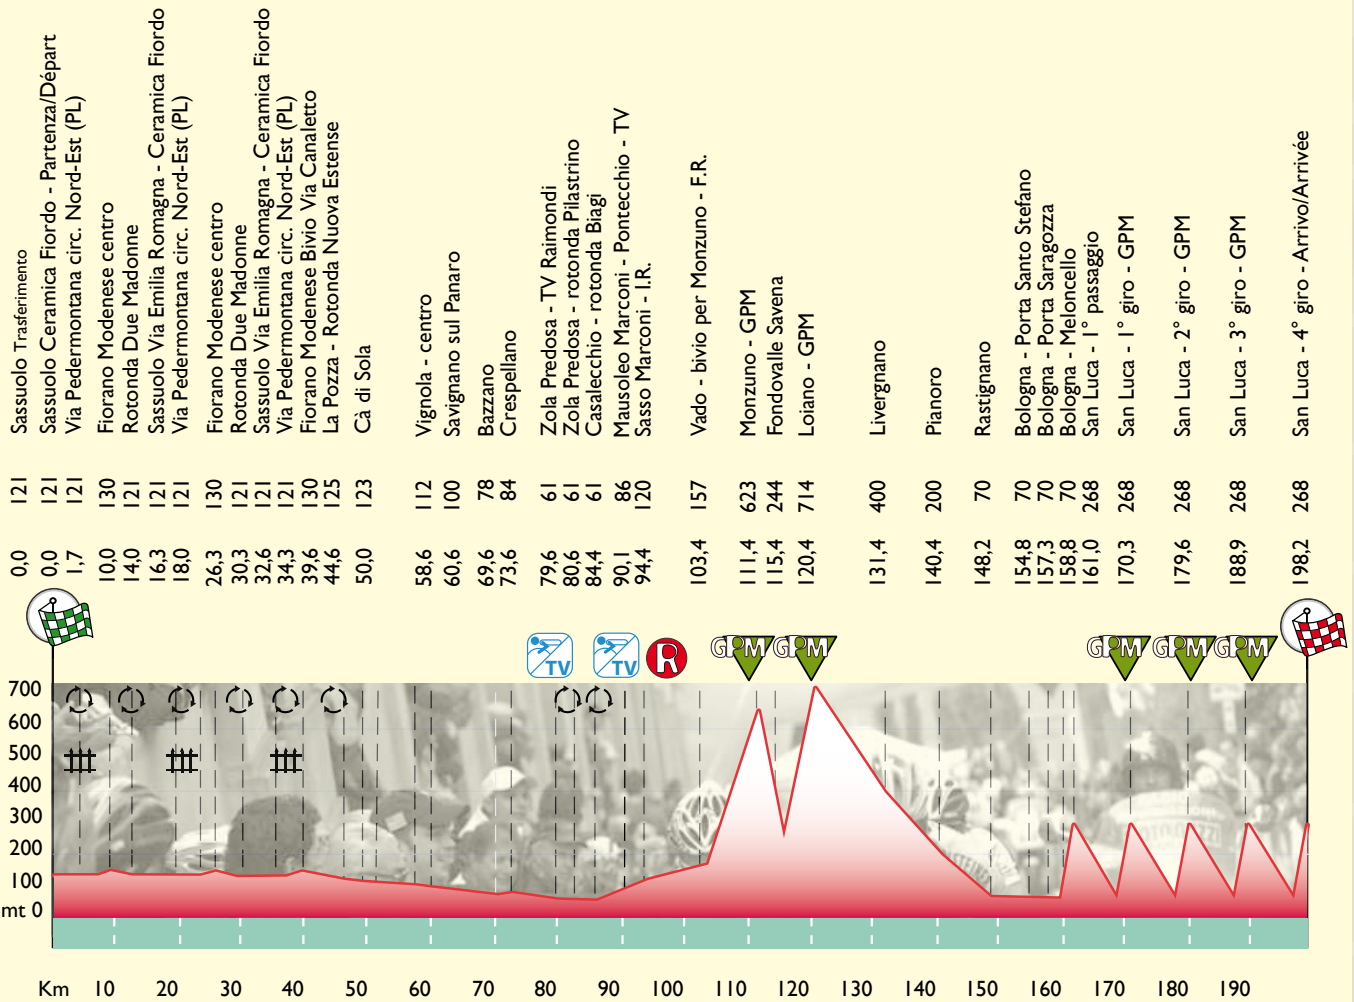 Sassuolo Trasferimento 121 0,0
Sassuolo Ceramica Fiordo - Partenza/Départ 121 0,0
Via Pedermontana circ. Nord-Est (PL) 121 1,7
Fiorano Modenese centro 130 10,0
Rotonda Due Madonne 121 14,0
Sassuolo Via Emilia Romagna - Ceramica Fiordo 121 16,3
Via Pedermontana circ. Nord-Est (PL) 121 18,0
Fiorano Modenese centro 130 26,3
Rotonda Due Madonne 121 30,3
Sassuolo Via Emilia Romagna - Ceramica Fiordo 121 32,6
Via Pedermontana circ. Nord-Est (PL) 121 34,3
Fiorano Modenese Bivio Via Canaletto 130 39,6
La Pozza - Rotonda Nuova Estense 125 44,6
Cà di Sola 123 50,0
Vignola - centro 112 58,6
Savignano sul Panaro 100 60,6
Bazzano 78 69,6
Crespellano 84 73,6
Zola Predosa - TV Raimondi 61 79,6
Zola Predosa - rotonda Pilastrino 61 80,6
Casalecchio - rotonda Biagi 61 84,4
Mausoleo Marconi - Pontecchio - TV 86 90,1
Sasso Marconi - I.R. 120 94,4
Vado - bivio per Monzuno - F.R. 157 103,4
Monzuno - GPM 623 111,4
Fondovalle Savena 244 115,4
Loiano - GPM 714 120,4
Livergnano 400 131,4
Pianoro 200 140,4
Rastignano 70 148,2
Bologna - Porta Santo Stefano 70 154,8
Bologna - Porta Saragozza 70 157,3
Bologna - Meloncello 70 158,8
San Luca - 1° passaggio 268 161,0
San Luca - 1° giro - GPM 268 170,3
San Luca - 2° giro - GPM 268 179,6
San Luca - 3° giro - GPM 268 188,9
San Luca - 4° giro - Arrivo/Arrivée 268 198,2
TV TV R GPM GPM GPM GPM GPM
700
600
500
400
300
200
100
mt 0
Km 10 20 30 40 50 60 70 80 90 100 110 120 130 140 150 160 170 180 190